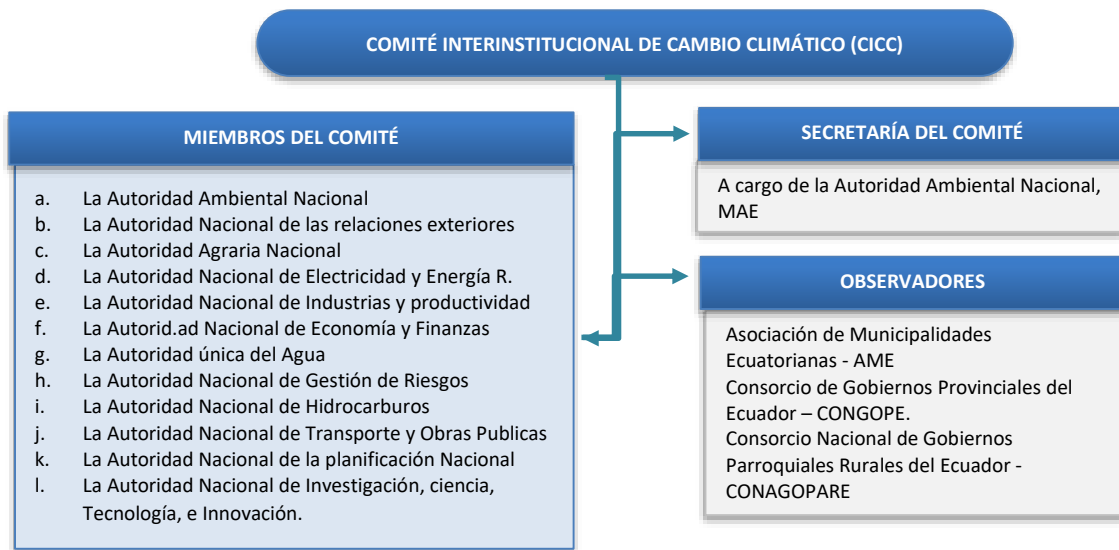 COMITÉ INTERINSTITUCIONAL DE CAMBIO CLIMÁTICO (CICC)
MIEMBROS DEL COMITÉ
a. La Autoridad Ambiental Nacional
b. La Autoridad Nacional de las relaciones exteriores
c. La Autoridad Agraria Nacional
d. La Autoridad Nacional de Electricidad y Energía R.
e. La Autoridad Nacional de Industrias y productividad
f. La Autorid.ad Nacional de Economía y Finanzas
g. La Autoridad única del Agua
h. La Autoridad Nacional de Gestión de Riesgos
i. La Autoridad Nacional de Hidrocarburos
j. La Autoridad Nacional de Transporte y Obras Publicas
k. La Autoridad Nacional de la planificación Nacional
l. La Autoridad Nacional de Investigación, ciencia,
Tecnología, e Innovación.
SECRETARÍA DEL COMITÉ
A cargo de la Autoridad Ambiental Nacional,
MAE
OBSERVADORES
Asociación de Municipalidades
Ecuatorianas - AME
Consorcio de Gobiernos Provinciales del
Ecuador – CONGOPE.
Consorcio Nacional de Gobiernos
Parroquiales Rurales del Ecuador -
CONAGOPARE